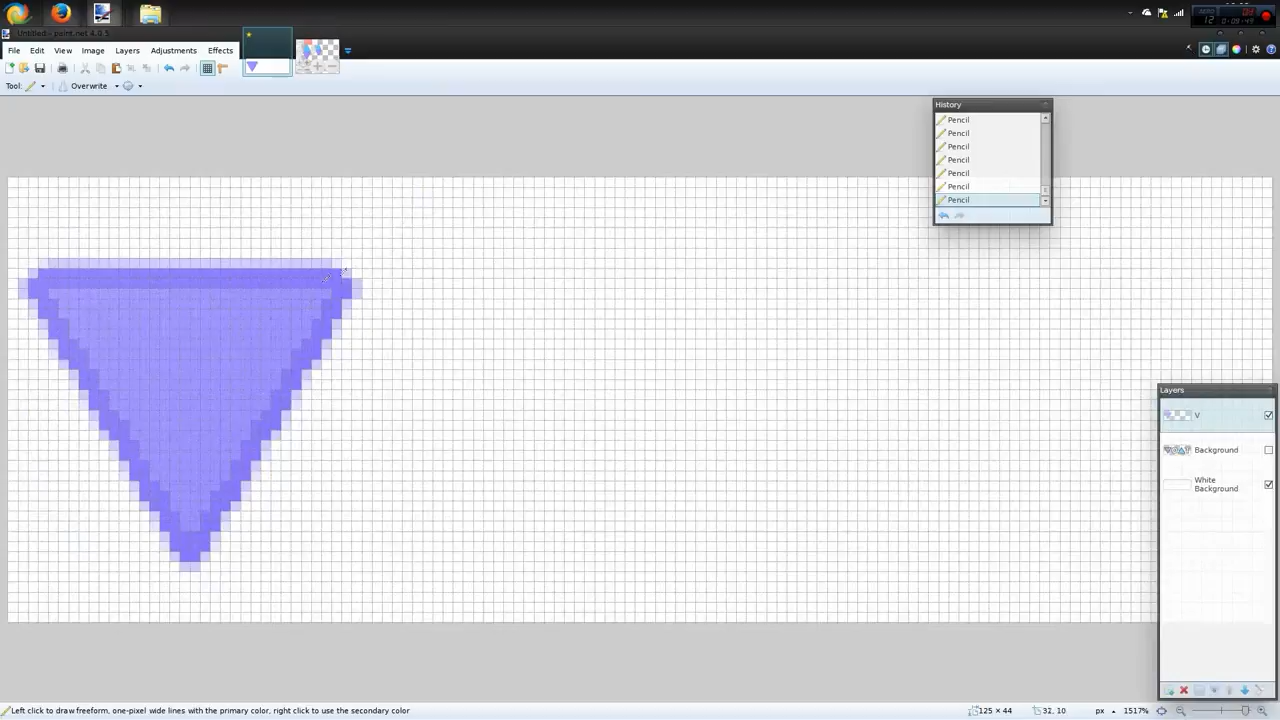 Untitled - paint.net 4.0.5
File Edit View Image Layers Adjustments Effects
Tool: Overwrite
History
Pencil
Pencil
Pencil
Pencil
Pencil
Pencil
Pencil
Layers
V
Background
White
Background
Left click to draw freeform, one-pixel wide lines with the primary color, right click to use the secondary color
125 × 44
32, 10
px
1517%